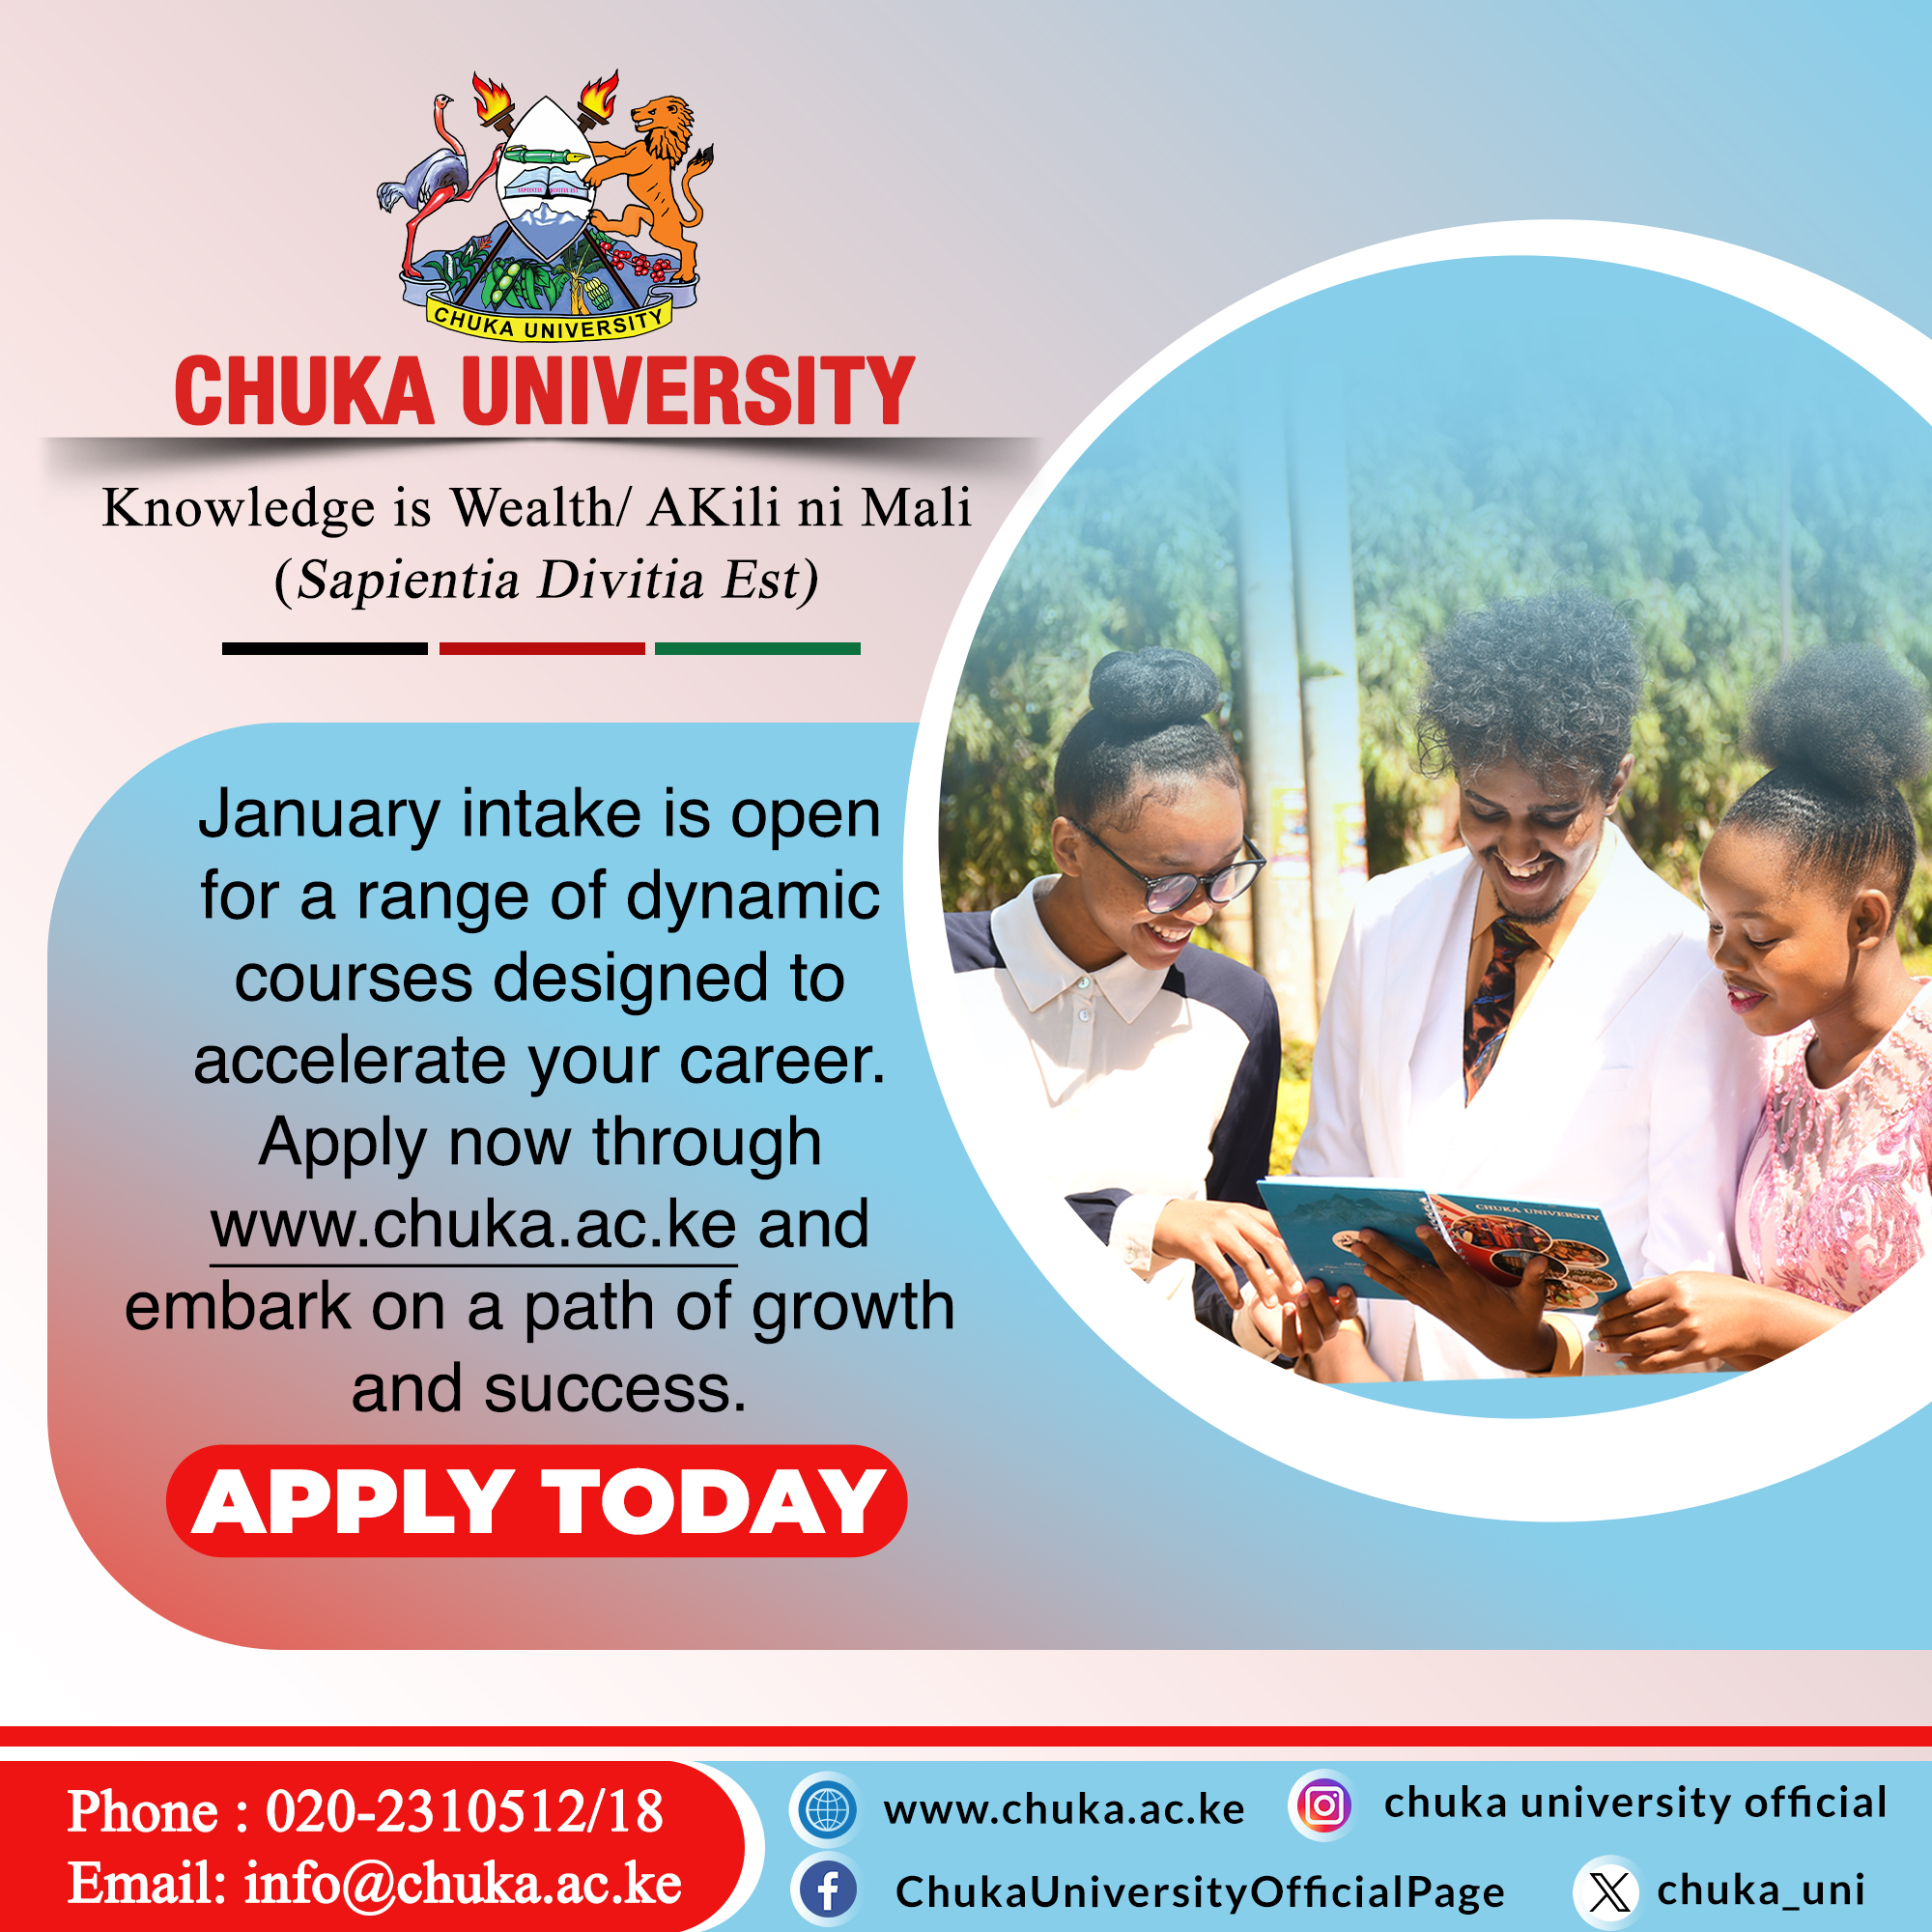 SAPIENTIA DIVITIA EST
CHUKA UNIVERSITY
CHUKA UNIVERSITY
Knowledge is Wealth/ AKili ni Mali
(Sapientia Divitia Est)
January intake is open
for a range of dynamic
courses designed to
accelerate your career.
Apply now through
www.chuka.ac.ke and
embark on a path of growth
and success.
APPLY TODAY
CHUKA UNIVERSITY
Phone : 020-2310512/18
Email: info@chuka.ac.ke
www.chuka.ac.ke
chuka university official
ChukaUniversityOfficialPage
chuka_uni